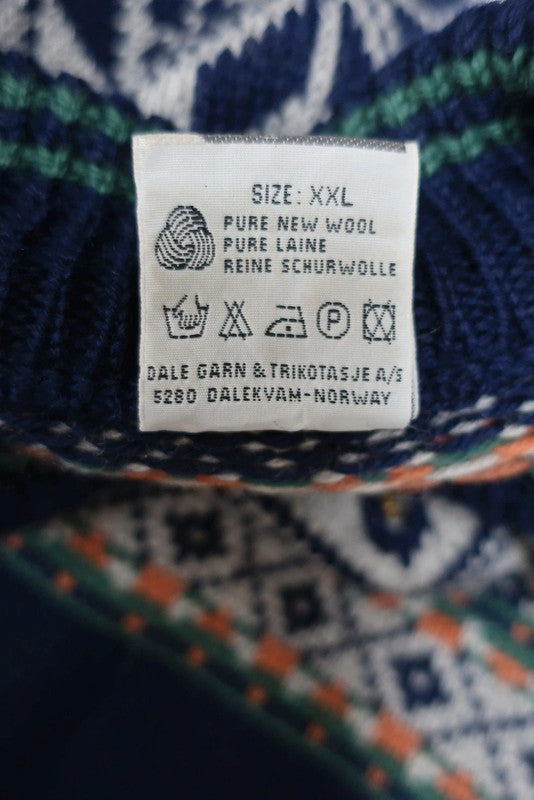 SIZE: XXL
PURE NEW WOOL
PURE LAINE
REINE SCHURWOLLE
P
DALE GARN & TRIKOTASJE A/S
5280 DALEKVAM-NORWAY